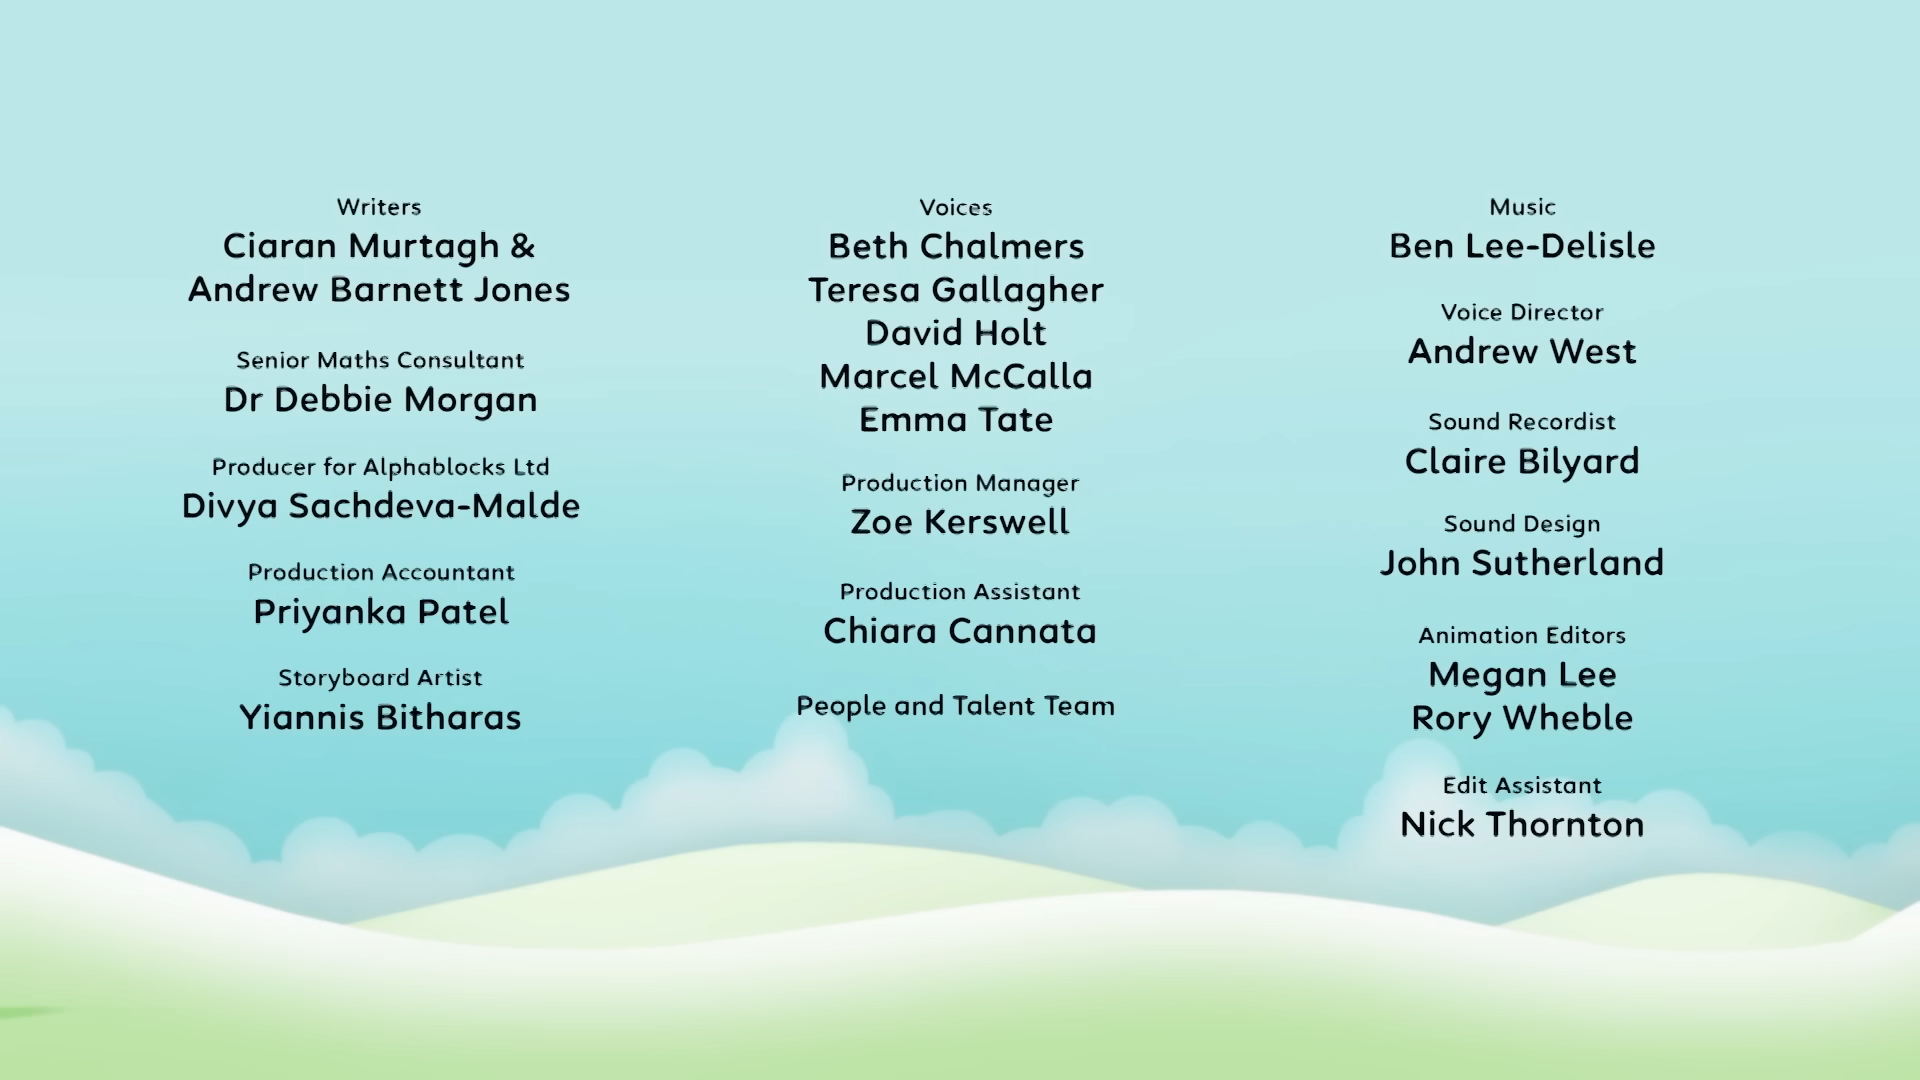 Writers
Ciaran Murtagh &
Andrew Barnett Jones
Senior Maths Consultant
Dr Debbie Morgan
Producer for Alphablocks Ltd
Divya Sachdeva-Malde
Production Accountant
Priyanka Patel
Storyboard Artist
Yiannis Bitharas
Voices
Beth Chalmers
Teresa Gallagher
David Holt
Marcel McCalla
Emma Tate
Production Manager
Zoe Kerswell
Production Assistant
Chiara Cannata
People and Talent Team
Music
Ben Lee-Delisle
Voice Director
Andrew West
Sound Recordist
Claire Bilyard
Sound Design
John Sutherland
Animation Editors
Megan Lee
Rory Wheble
Edit Assistant
Nick Thornton